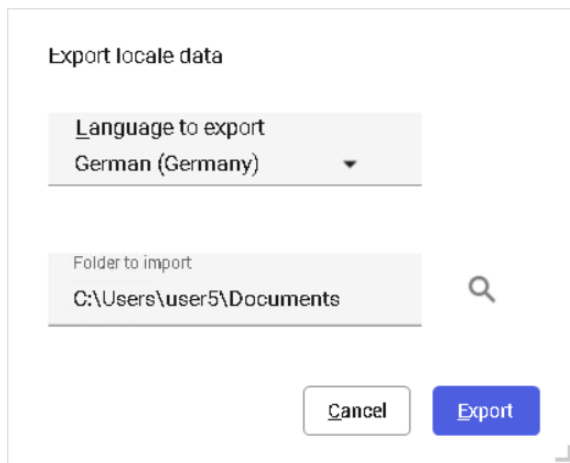 Export locale data
Language to export
German (Germany)
Folder to import
C:\Users\user5\Documents
Cancel
Export